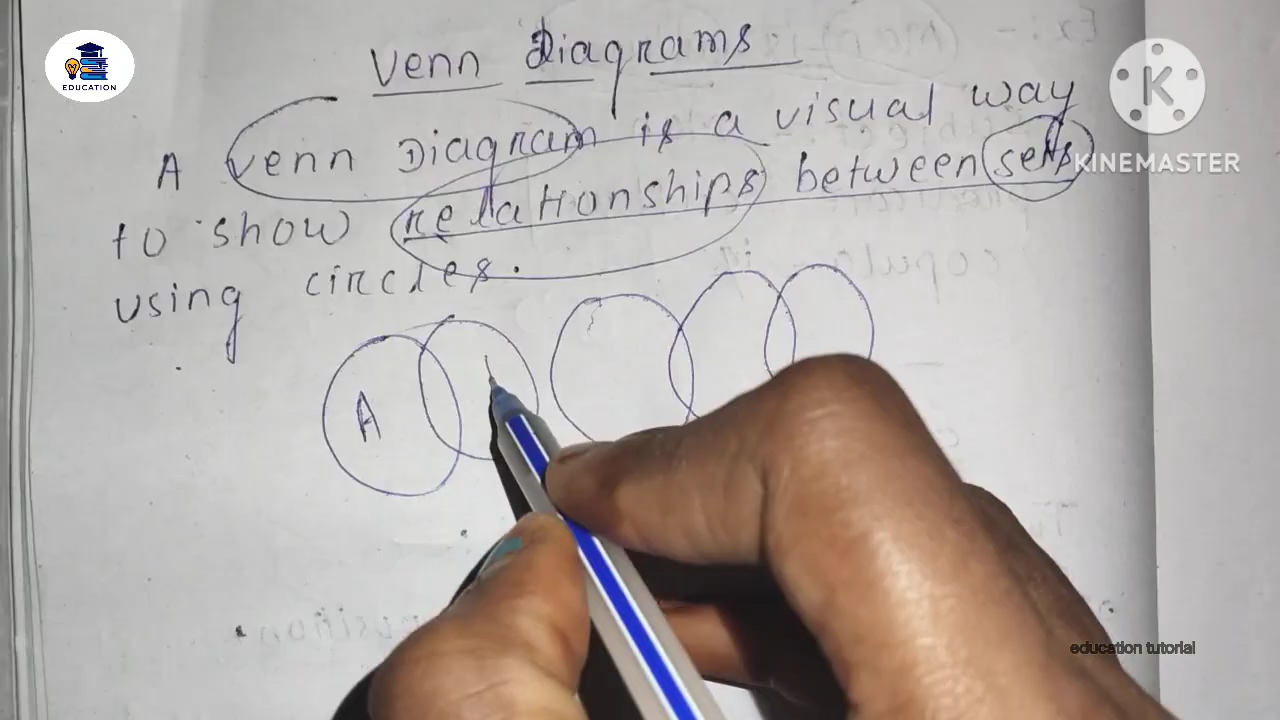 Venn Diagrams
A Venn Diagram is a visual way
to show relationships between sets
using circles.
A
EDUCATION
K
KINEMASTER
education tutorial